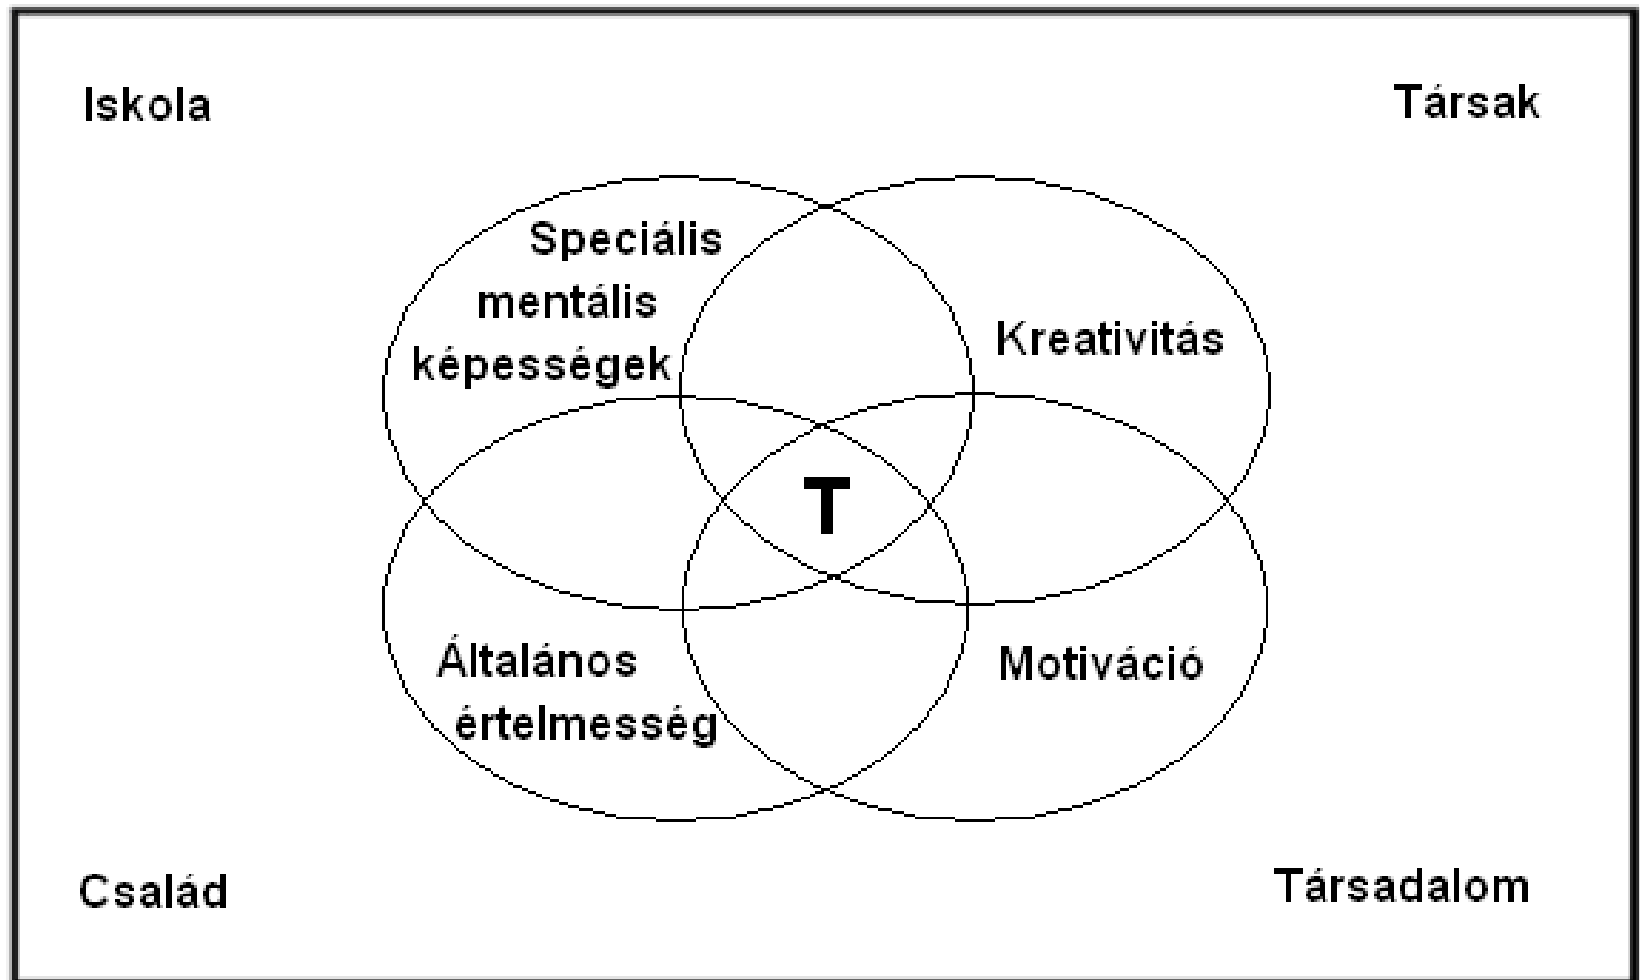 Iskola
Társak
Speciális
mentális
képességek
Kreativitás
T
Általános
értelmesség
Motiváció
Család
Társadalom